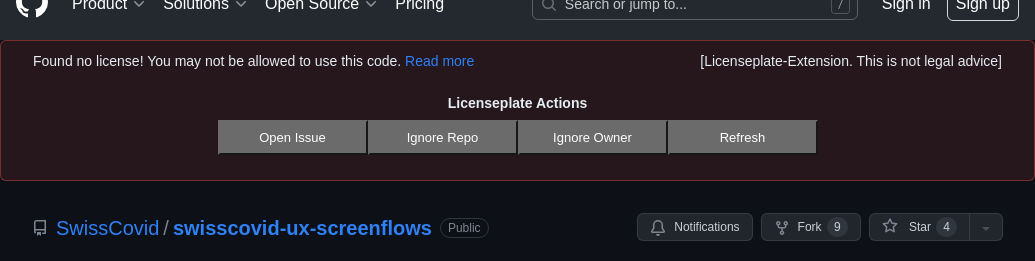 Product Solutions Open Source Pricing Search or jump to... / Sign in Sign up
Found no license! You may not be allowed to use this code. Read more [Licenseplate-Extension. This is not legal advice]
Licenseplate Actions
Open Issue Ignore Repo Ignore Owner Refresh
SwissCovid / swisscovid-ux-screenflows Public Notifications Fork 9 Star 4